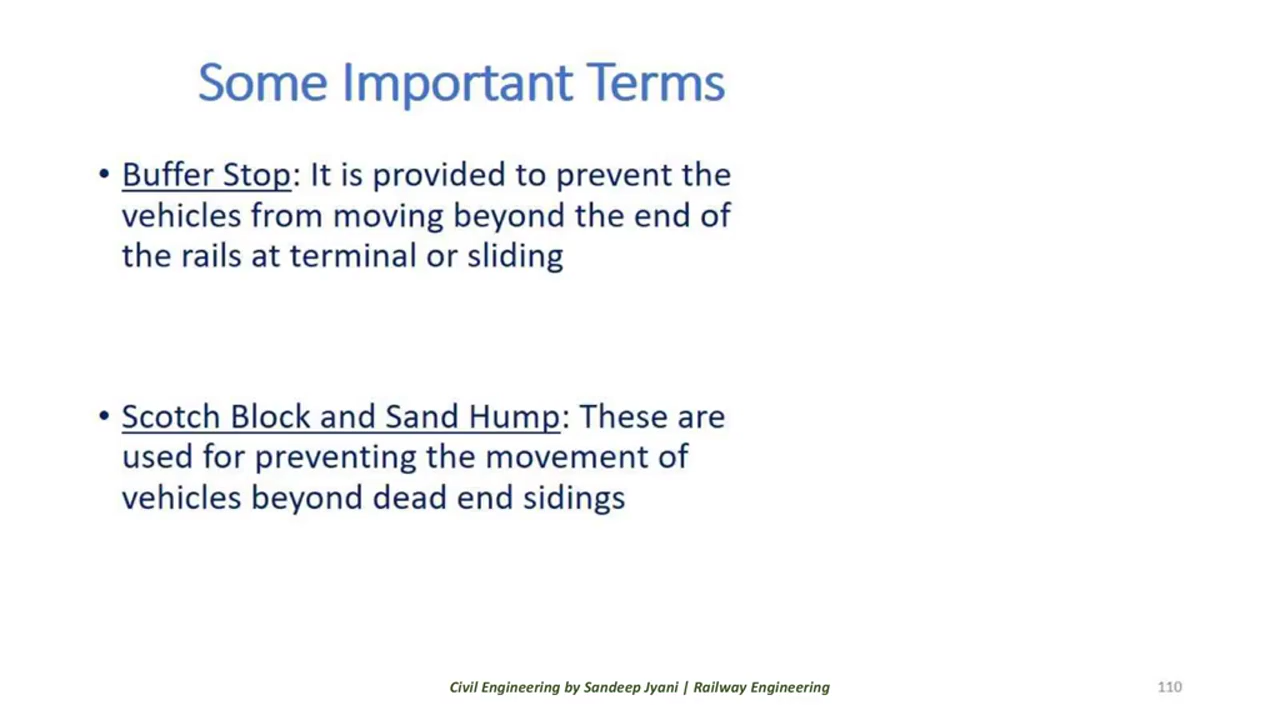 Some Important Terms
• Buffer Stop: It is provided to prevent the
vehicles from moving beyond the end of
the rails at terminal or sliding
• Scotch Block and Sand Hump: These are
used for preventing the movement of
vehicles beyond dead end sidings
Civil Engineering by Sandeep Jyani | Railway Engineering
110